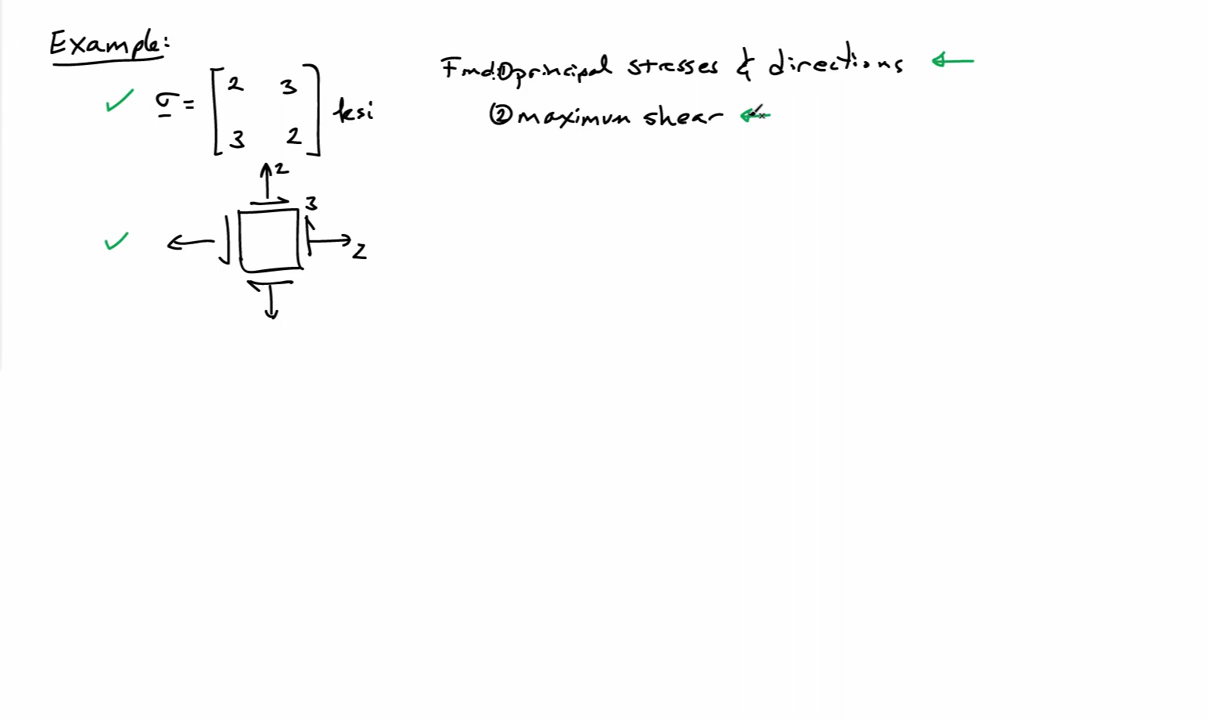 Example:
Find: ① principal stresses & directions
② maximum shear
σ = [ 2 3
3 2 ] ksi
2
3
2